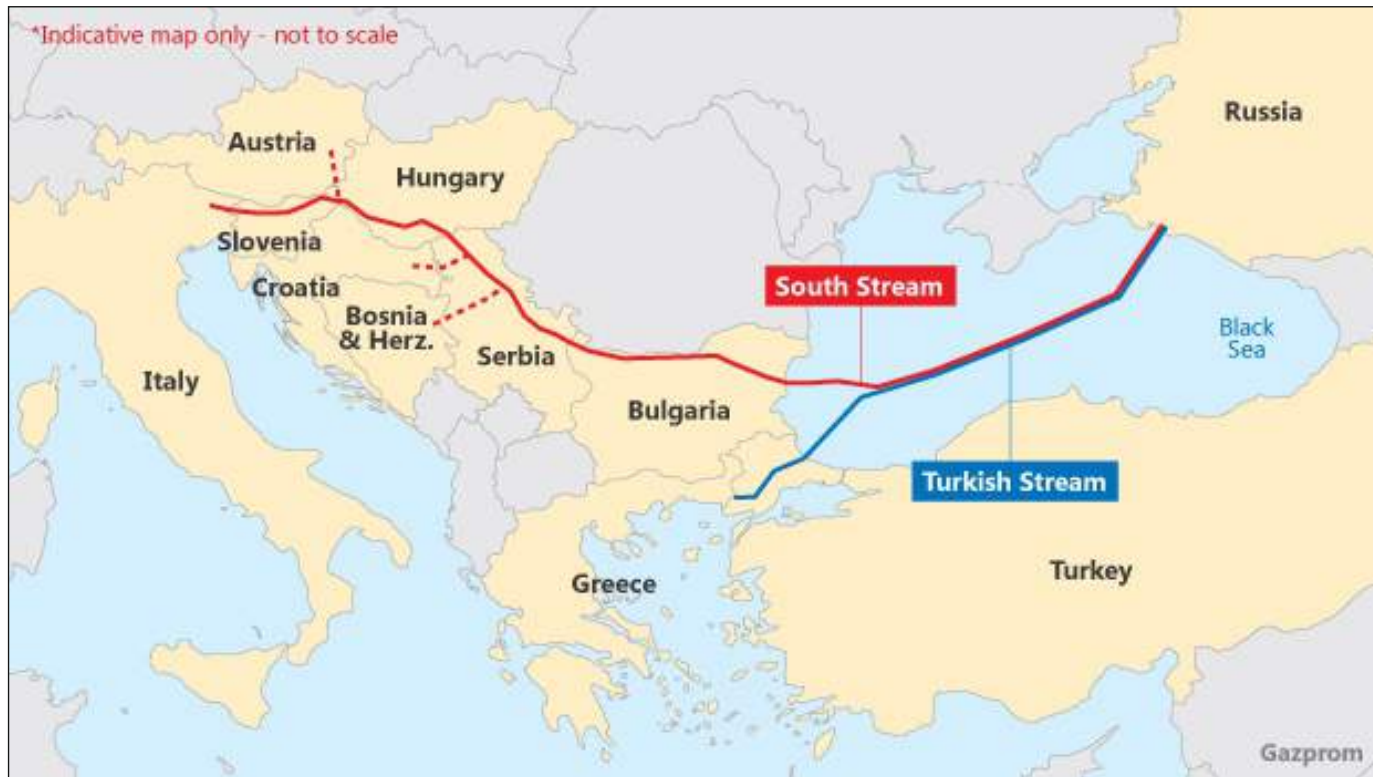 *Indicative map only - not to scale
Russia
Austria
Hungary
Slovenia
South Stream
Croatia
Bosnia
& Herz.
Black
Sea
Serbia
Italy
Bulgaria
Turkish Stream
Turkey
Greece
Gazprom